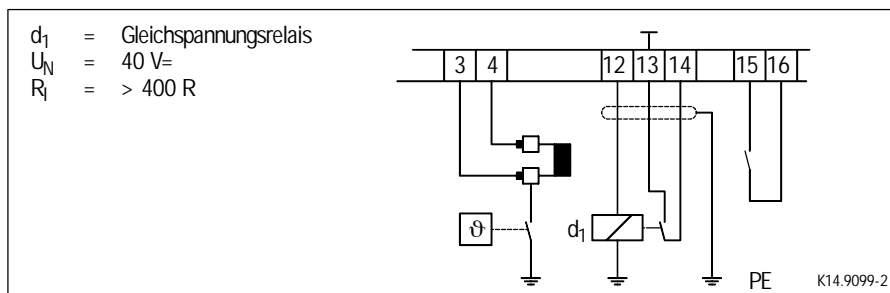 d1 = Gleichspannungsrelais
UN = 40 V=
RI = > 400 R
3 4 12 13 14 15 16
ϑ
d1
PE
K14.9099-2